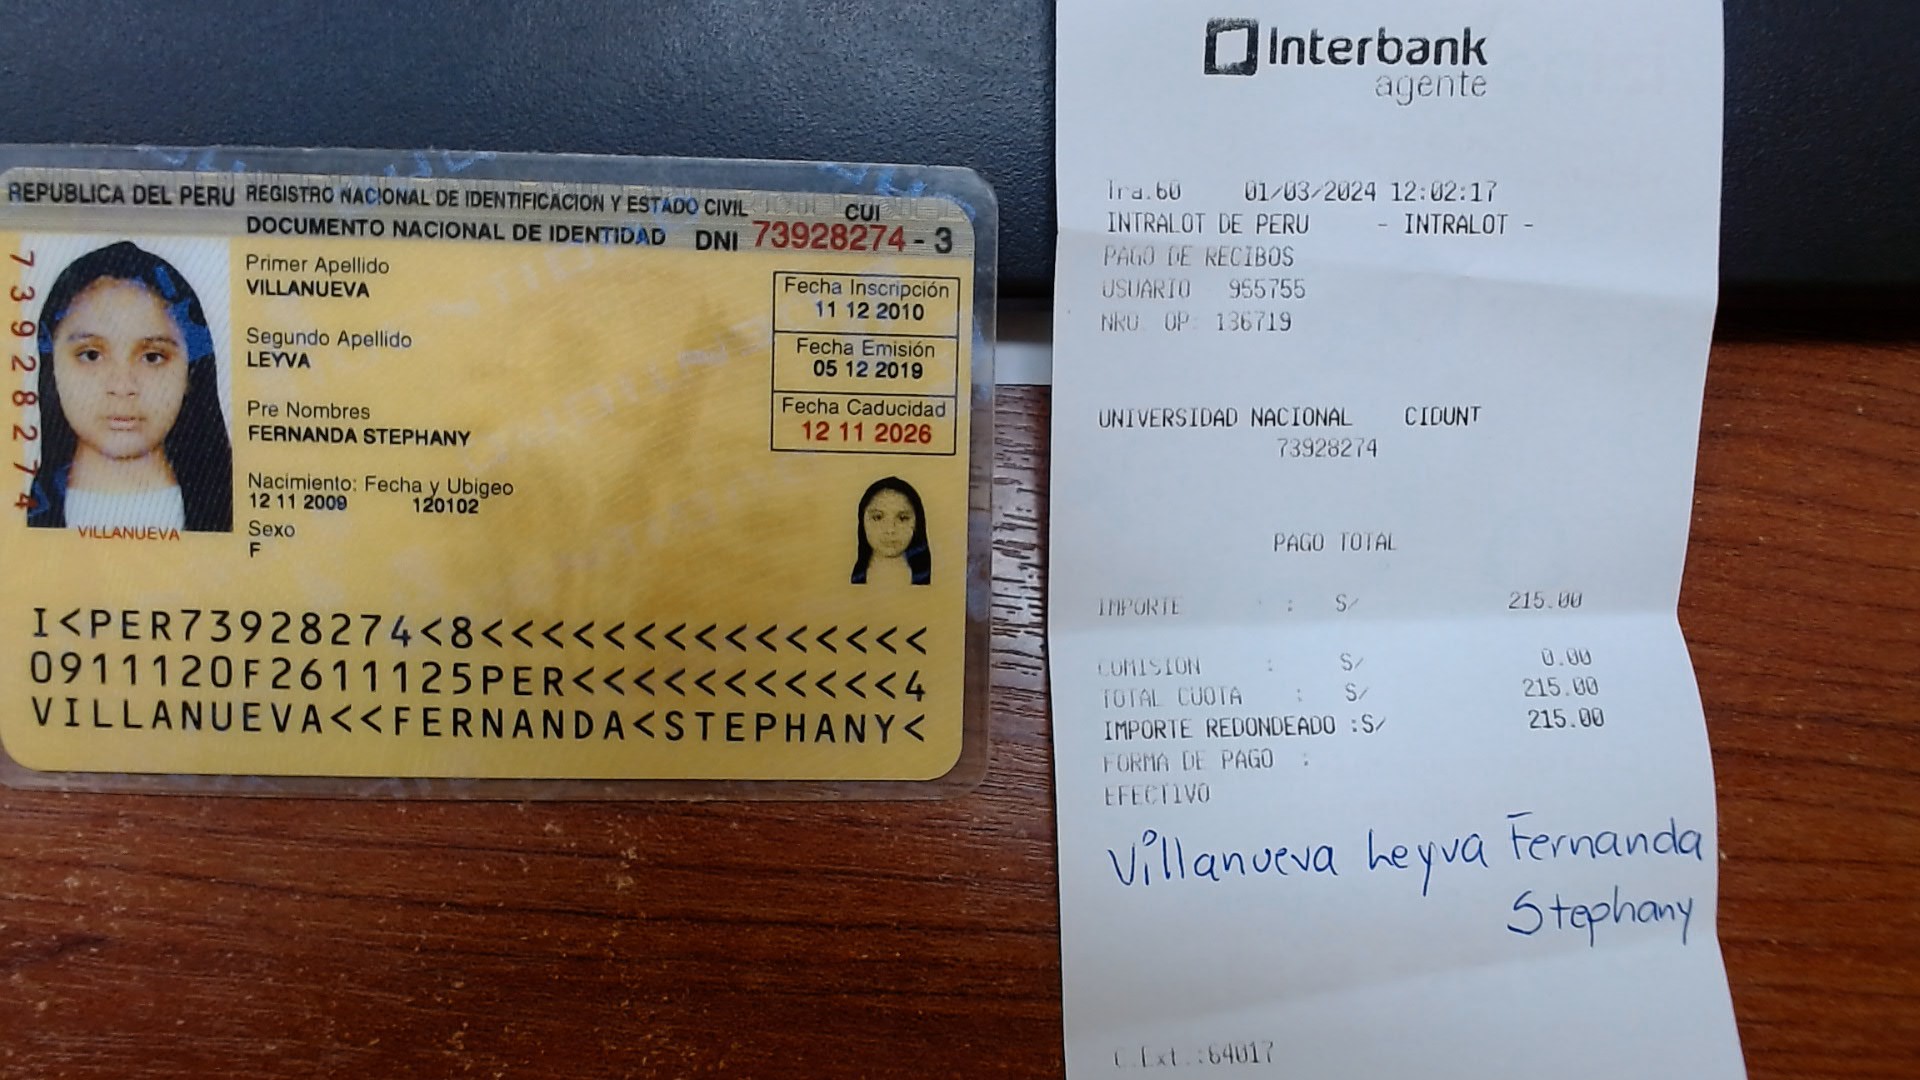 REPUBLICA DEL PERU REGISTRO NACIONAL DE IDENTIFICACION Y ESTADO CIVIL
CUI
DOCUMENTO NACIONAL DE IDENTIDAD DNI 73928274 - 3
73928274
Primer Apellido
VILLANUEVA
Segundo Apellido
LEYVA
Pre Nombres
FERNANDA STEPHANY
Nacimiento: Fecha y Ubigeo
12 11 2009 120102
Sexo
F
VILLANUEVA
Fecha Inscripción
11 12 2010
Fecha Emisión
05 12 2019
Fecha Caducidad
12 11 2026
I<PER73928274<8<<<<<<<<<<<<<<<
0911120F2611125PER<<<<<<<<<<<4
VILLANUEVA<<FERNANDA<STEPHANY<
Interbank
agente
Tra.60 01/03/2024 12:02:17
INTRALOT DE PERU - INTRALOT -
PAGO DE RECIBOS
USUARIO 955755
NRO. OP: 136719
UNIVERSIDAD NACIONAL CIDUNT
73928274
PAGO TOTAL
IMPORTE : S/ 215.00
COMISION : S/ 0.00
TOTAL CUOTA : S/ 215.00
IMPORTE REDONDEADO :S/ 215.00
FORMA DE PAGO :
EFECTIVO
Villanueva Leyva Fernanda
Stephany
C.Ext.:64017